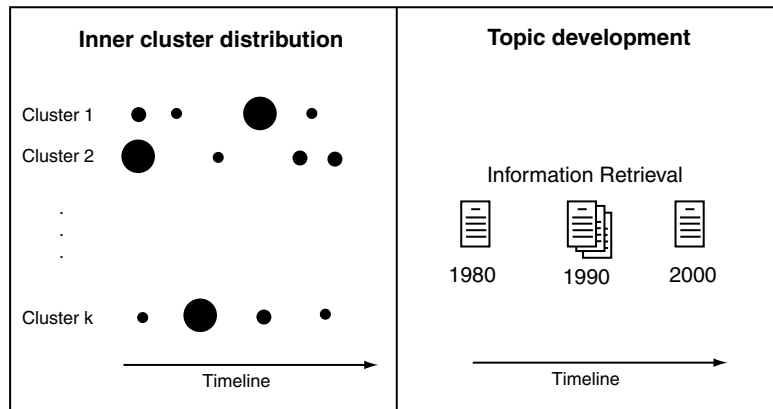 Inner cluster distribution
Cluster 1
Cluster 2
.
.
.
Cluster k
Timeline
Topic development
Information Retrieval
1980 1990 2000
Timeline